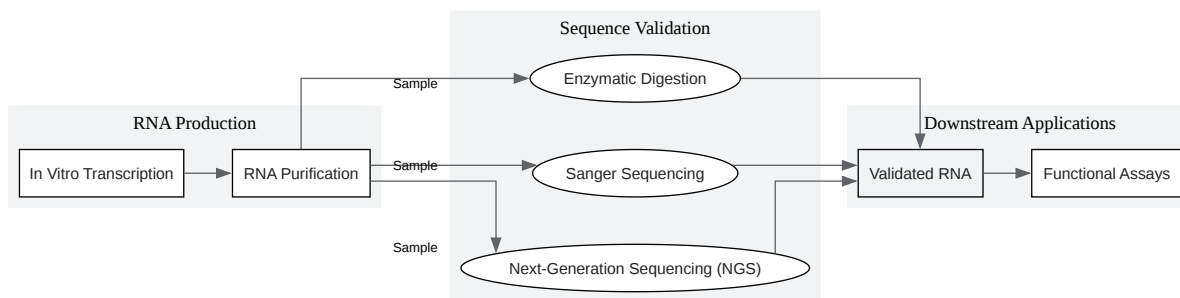 Sequence Validation
Enzymatic Digestion
Sample
RNA Production
Downstream Applications
In Vitro Transcription
RNA Purification
Sample
Sanger Sequencing
Validated RNA
Functional Assays
Sample
Next-Generation Sequencing (NGS)